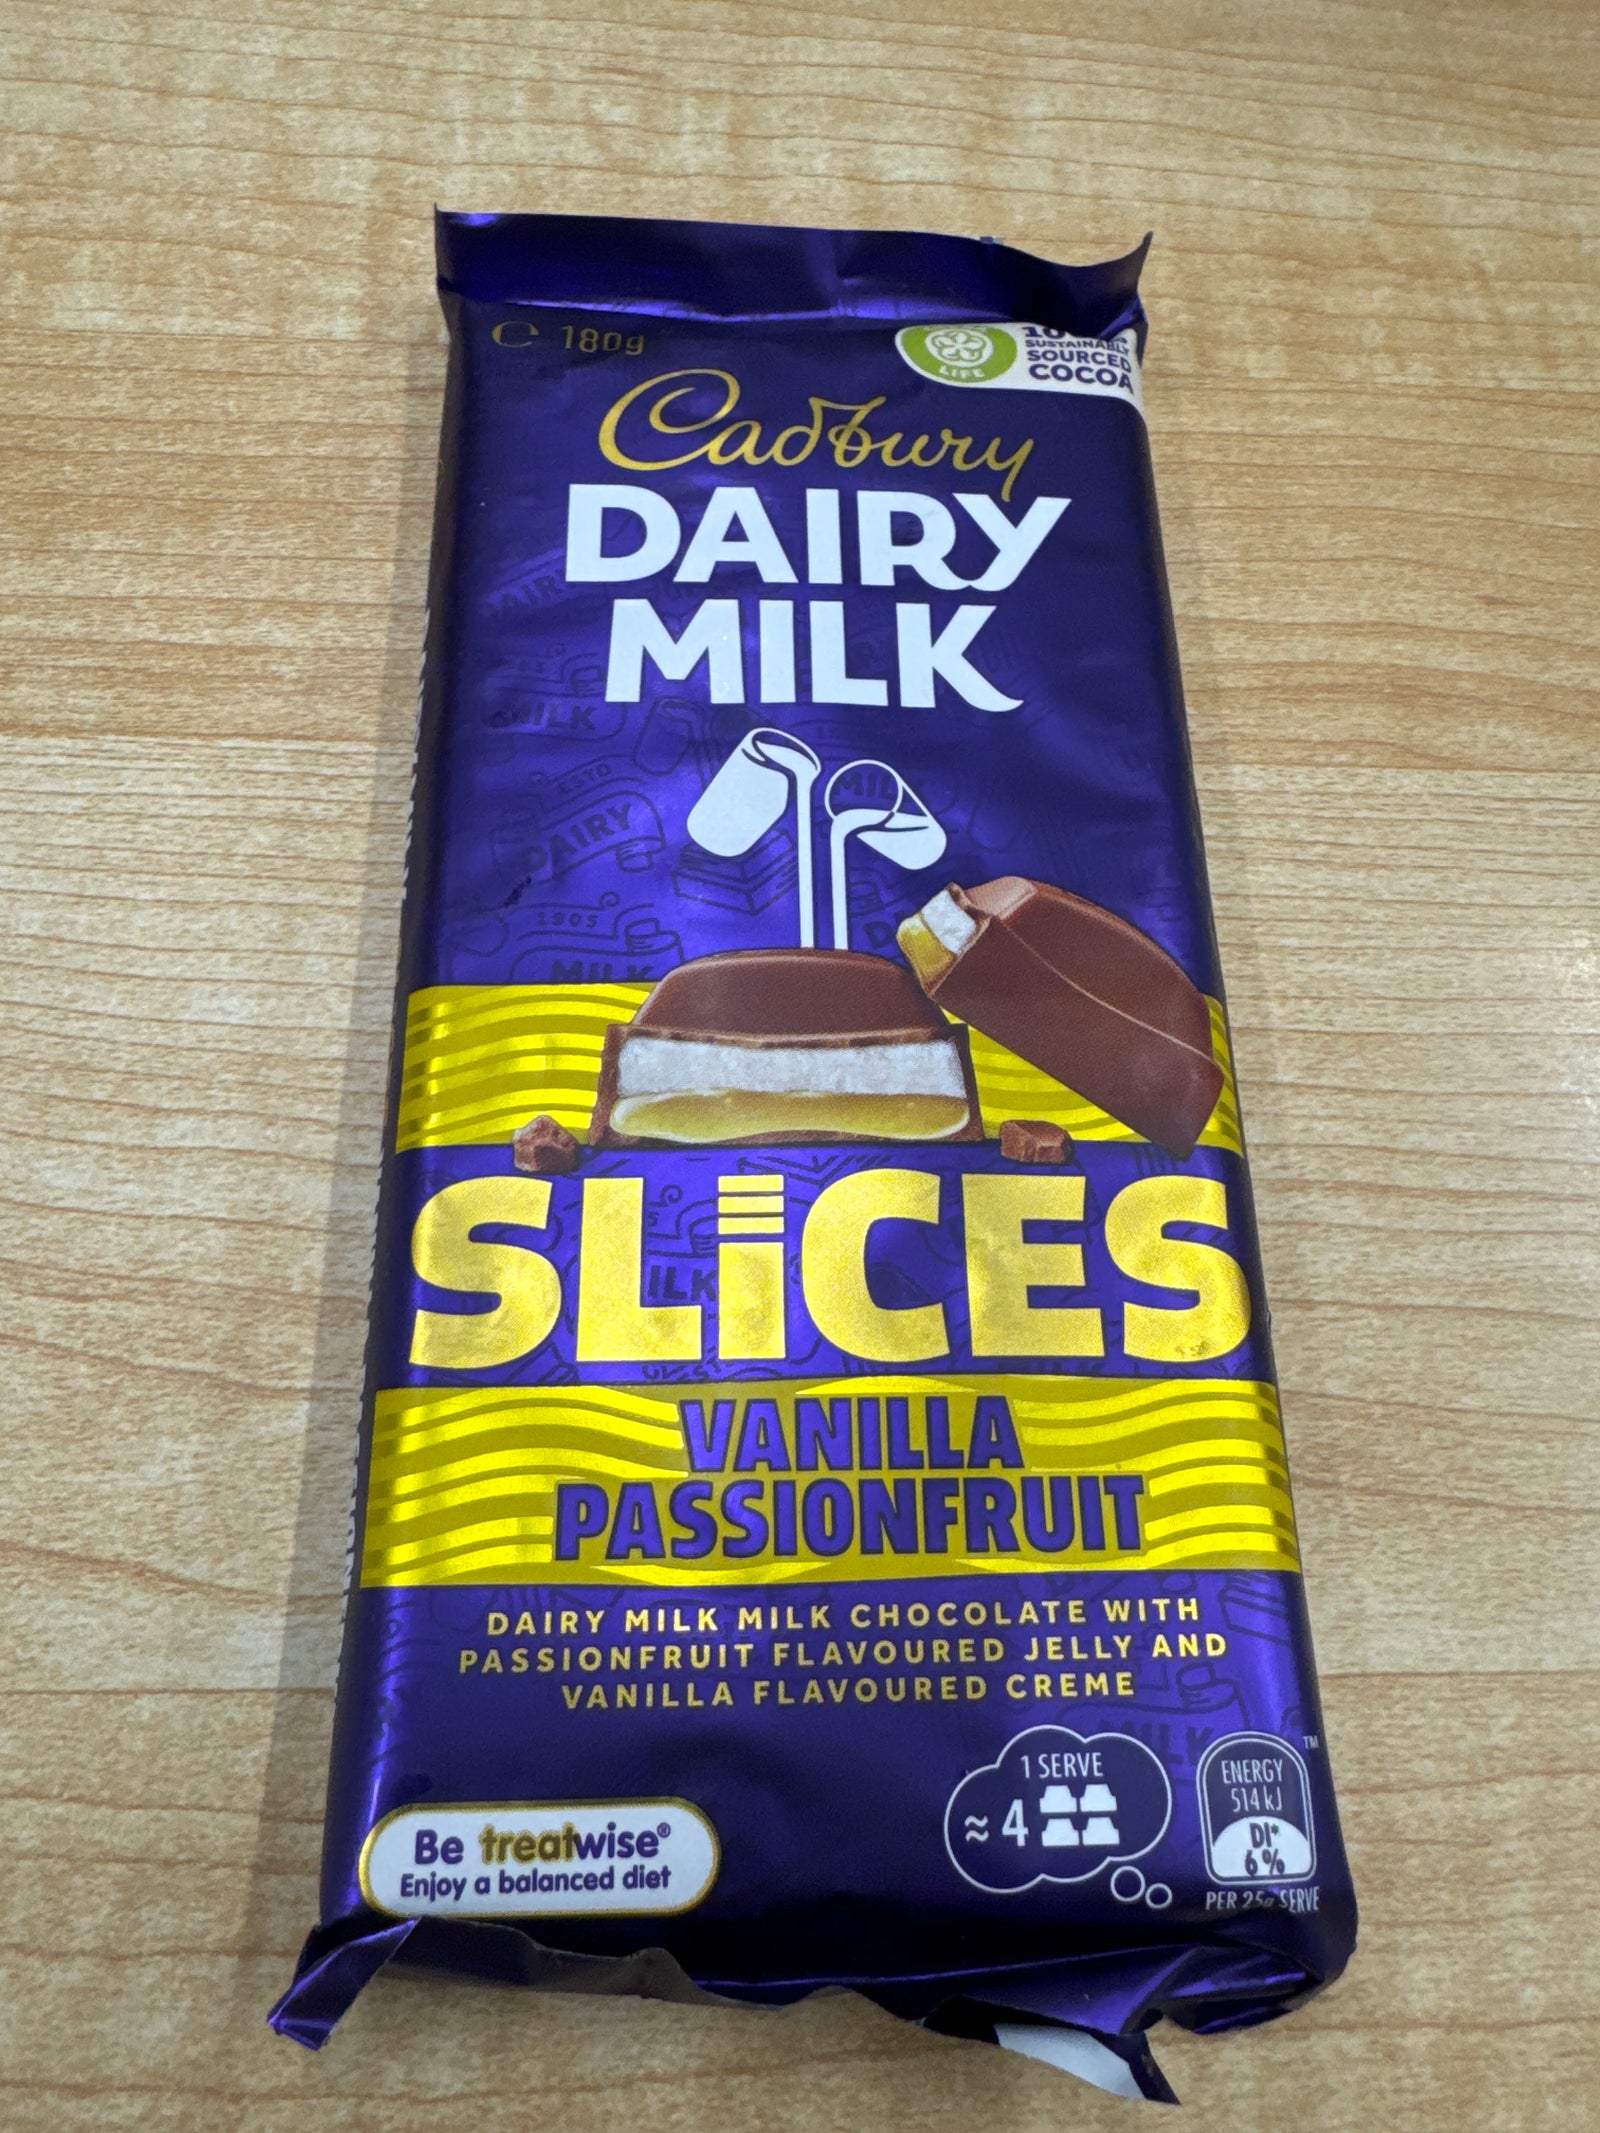 e 180g
LIFE
SUSTAINABLY
SOURCED
COCOA
Cadbury
DAIRY
MILK
SLiCES
VANILLA
PASSIONFRUIT
DAIRY MILK MILK CHOCOLATE WITH
PASSIONFRUIT FLAVOURED JELLY AND
VANILLA FLAVOURED CREME
Be treatwise®
Enjoy a balanced diet
1 SERVE
≈ 4
TM
ENERGY
514 kJ
DI*
6%
PER 25g SERVE